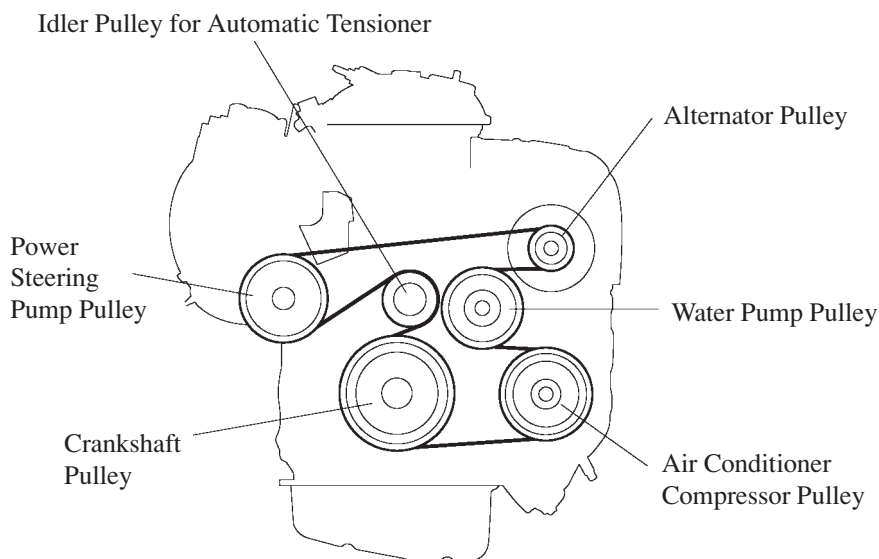 Idler Pulley for Automatic Tensioner
Alternator Pulley
Power
Steering
Pump Pulley
Water Pump Pulley
Crankshaft
Pulley
Air Conditioner
Compressor Pulley